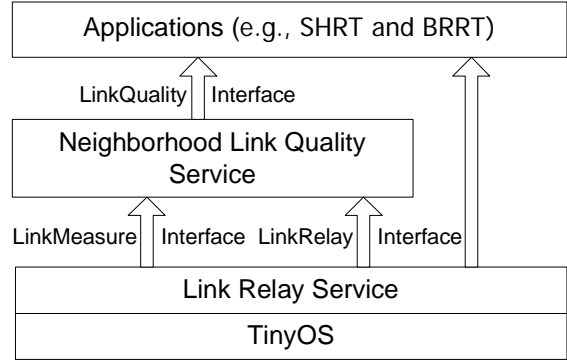 Applications (e.g., SHRT and BRRT)
LinkQuality Interface
Neighborhood Link Quality
Service
LinkMeasure Interface LinkRelay Interface
Link Relay Service
TinyOS